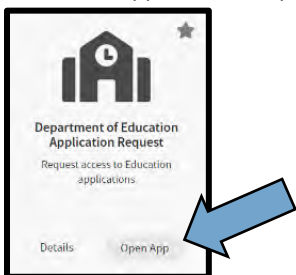 Department of Education
Application Request
Request access to Education
applications
Details Open App